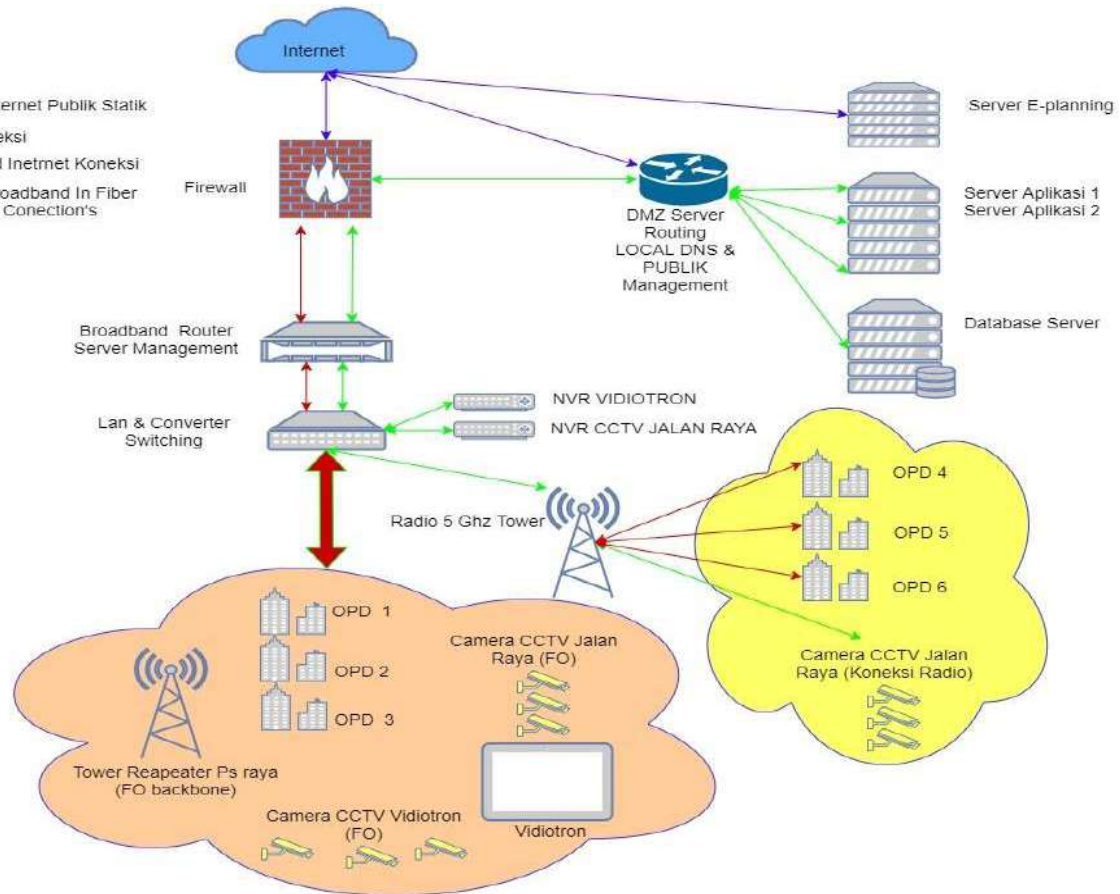 Internet
ternet Publik Statik
eksi
Inetrnet Koneksi
roadband In Fiber
Conection's
Firewall
Server E-planning
DMZ Server
Routing
LOCAL DNS &
PUBLIK
Management
Server Aplikasi 1
Server Aplikasi 2
Broadband Router
Server Management
Database Server
Lan & Converter
Switching
NVR VIDIOTRON
NVR CCTV JALAN RAYA
Radio 5 Ghz Tower
OPD 4
OPD 5
OPD 6
Camera CCTV Jalan
Raya (Koneksi Radio)
OPD 1
OPD 2
OPD 3
Camera CCTV Jalan
Raya (FO)
Tower Reapeater Ps raya
(FO backbone)
Camera CCTV Vidiotron
(FO)
Vidiotron